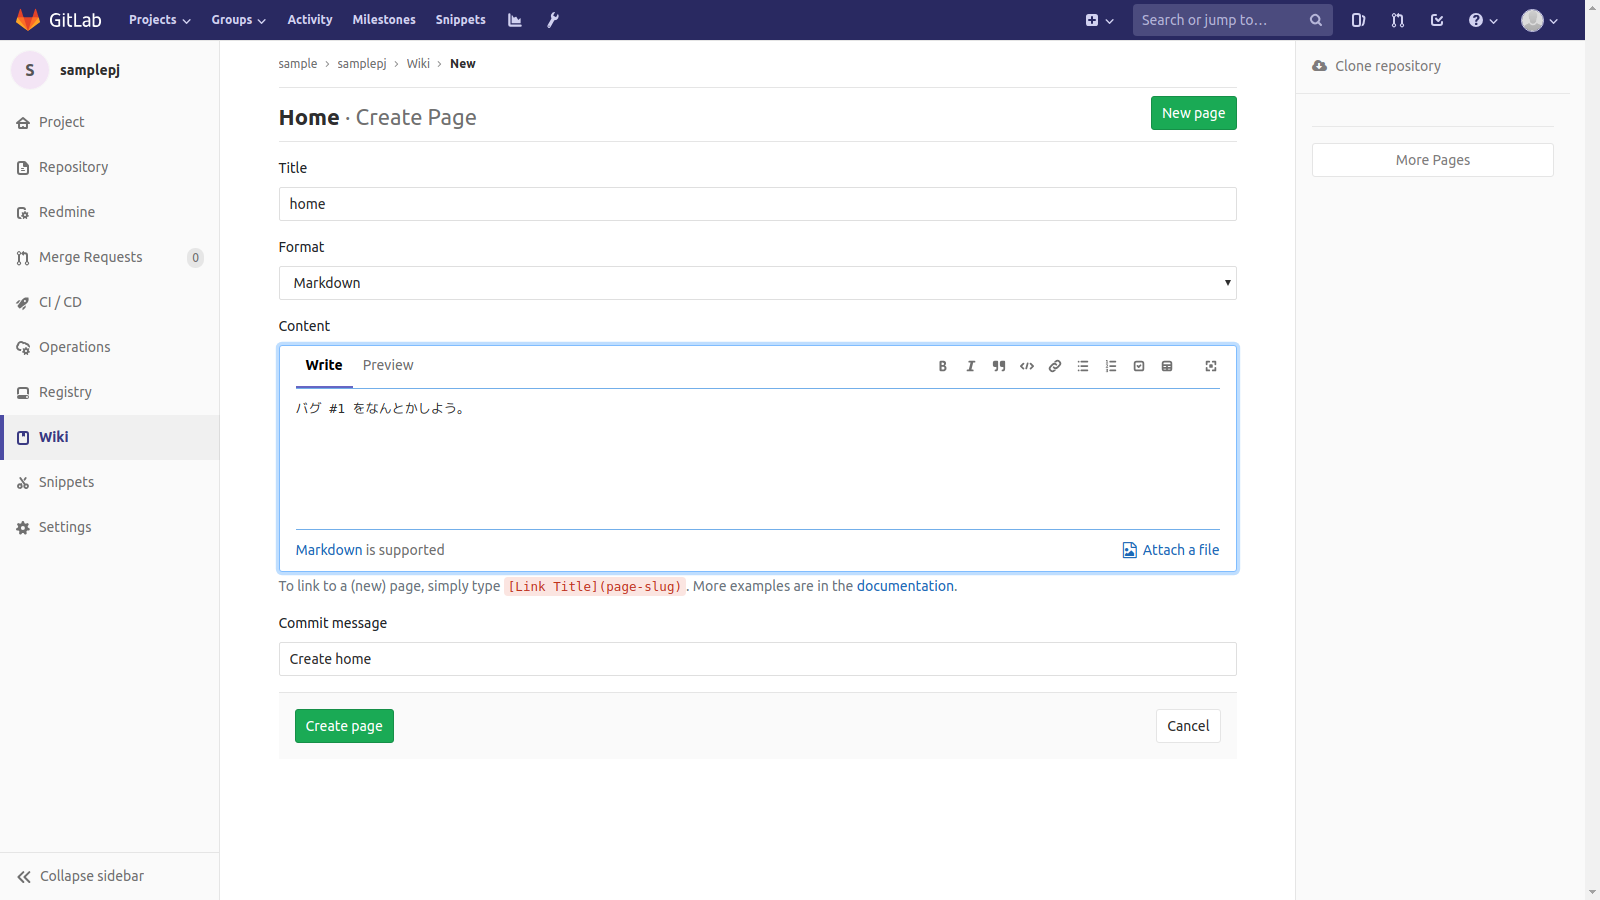 GitLab Projects Groups Activity Milestones Snippets Search or jump to...
S samplepj
Project
Repository
Redmine
Merge Requests 0
CI / CD
Operations
Registry
Wiki
Snippets
Settings
Collapse sidebar
sample › samplepj › Wiki › New
Home · Create Page
New page
Title
home
Format
Markdown
Content
Write Preview
バグ #1 をなんとかしよう。
Markdown is supported
Attach a file
To link to a (new) page, simply type [Link Title](page-slug). More examples are in the documentation.
Commit message
Create home
Create page
Cancel
Clone repository
More Pages